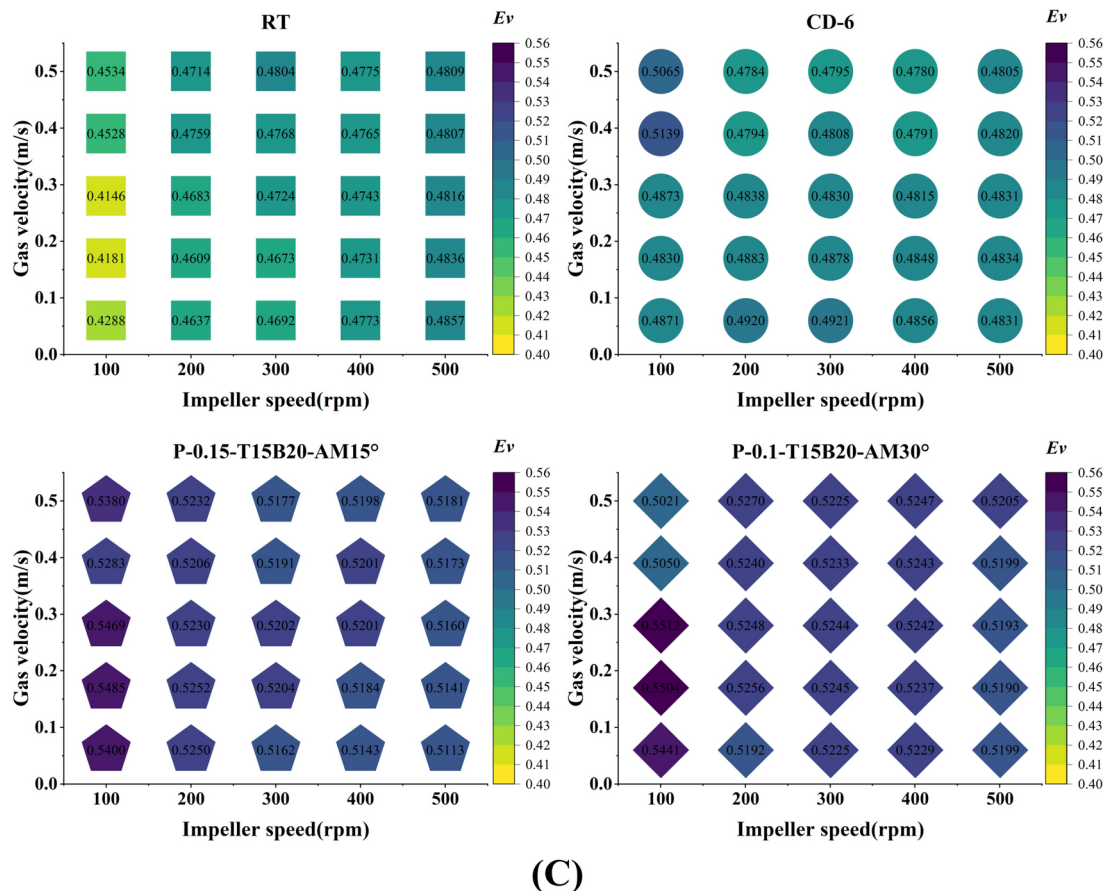 RT
Ev
0.56
0.55
0.54
0.53
0.52
0.51
0.50
0.49
0.48
0.47
0.46
0.45
0.44
0.43
0.42
0.41
0.40
Gas velocity(m/s)
0.5 0.4534 0.4714 0.4804 0.4775 0.4809
0.4 0.4528 0.4759 0.4768 0.4765 0.4807
0.3 0.4146 0.4683 0.4724 0.4743 0.4816
0.2 0.4181 0.4609 0.4673 0.4731 0.4836
0.1 0.4288 0.4637 0.4692 0.4773 0.4857
0.0
100 200 300 400 500
Impeller speed(rpm)
CD-6
Ev
0.56
0.55
0.54
0.53
0.52
0.51
0.50
0.49
0.48
0.47
0.46
0.45
0.44
0.43
0.42
0.41
0.40
Gas velocity(m/s)
0.5 0.5065 0.4784 0.4795 0.4780 0.4805
0.4 0.5139 0.4794 0.4808 0.4791 0.4820
0.3 0.4873 0.4838 0.4830 0.4815 0.4831
0.2 0.4830 0.4883 0.4878 0.4848 0.4834
0.1 0.4871 0.4920 0.4921 0.4856 0.4831
0.0
100 200 300 400 500
Impeller speed(rpm)
P-0.15-T15B20-AM15°
Ev
0.56
0.55
0.54
0.53
0.52
0.51
0.50
0.49
0.48
0.47
0.46
0.45
0.44
0.43
0.42
0.41
0.40
Gas velocity(m/s)
0.5 0.5380 0.5232 0.5177 0.5198 0.5181
0.4 0.5283 0.5206 0.5191 0.5201 0.5173
0.3 0.5469 0.5230 0.5202 0.5201 0.5160
0.2 0.5485 0.5252 0.5204 0.5184 0.5141
0.1 0.5400 0.5250 0.5162 0.5143 0.5113
0.0
100 200 300 400 500
Impeller speed(rpm)
P-0.1-T15B20-AM30°
Ev
0.56
0.55
0.54
0.53
0.52
0.51
0.50
0.49
0.48
0.47
0.46
0.45
0.44
0.43
0.42
0.41
0.40
Gas velocity(m/s)
0.5 0.5021 0.5270 0.5225 0.5247 0.5205
0.4 0.5050 0.5240 0.5233 0.5243 0.5199
0.3 0.5512 0.5248 0.5244 0.5242 0.5193
0.2 0.5504 0.5256 0.5245 0.5237 0.5190
0.1 0.5441 0.5192 0.5225 0.5229 0.5199
0.0
100 200 300 400 500
Impeller speed(rpm)
(C)